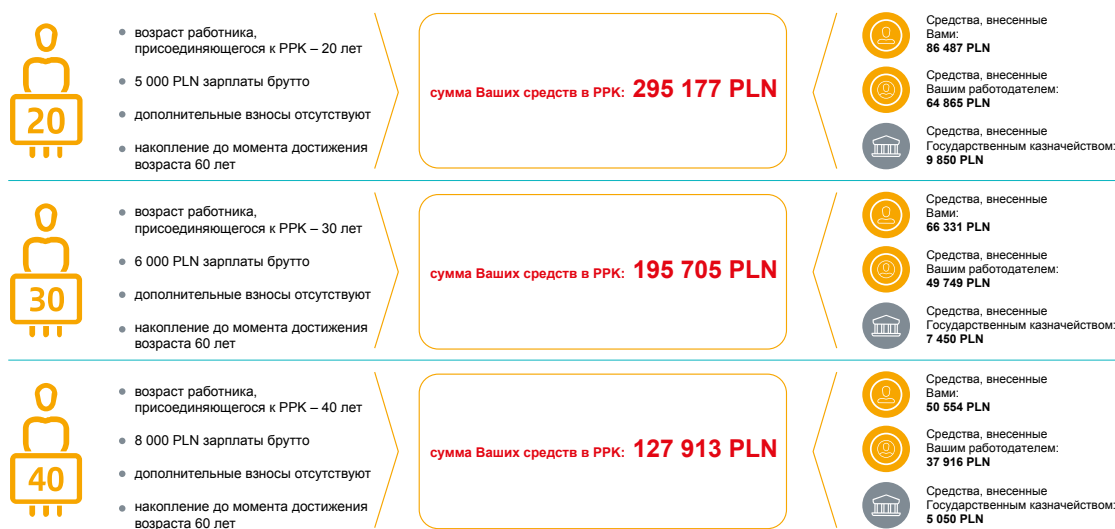 20
возраст работника,
присоединяющегося к PPK – 20 лет
5 000 PLN зарплаты брутто
дополнительные взносы отсутствуют
накопление до момента достижения
возраста 60 лет
сумма Ваших средств в PPK: 295 177 PLN
Средства, внесенные
Вами:
86 487 PLN
Средства, внесенные
Вашим работодателем:
64 865 PLN
Средства, внесенные
Государственным казначейством:
9 850 PLN
30
возраст работника,
присоединяющегося к PPK – 30 лет
6 000 PLN зарплаты брутто
дополнительные взносы отсутствуют
накопление до момента достижения
возраста 60 лет
сумма Ваших средств в PPK: 195 705 PLN
Средства, внесенные
Вами:
66 331 PLN
Средства, внесенные
Вашим работодателем:
49 749 PLN
Средства, внесенные
Государственным казначейством:
7 450 PLN
40
возраст работника,
присоединяющегося к PPK – 40 лет
8 000 PLN зарплаты брутто
дополнительные взносы отсутствуют
накопление до момента достижения
возраста 60 лет
сумма Ваших средств в PPK: 127 913 PLN
Средства, внесенные
Вами:
50 554 PLN
Средства, внесенные
Вашим работодателем:
37 916 PLN
Средства, внесенные
Государственным казначейством:
5 050 PLN